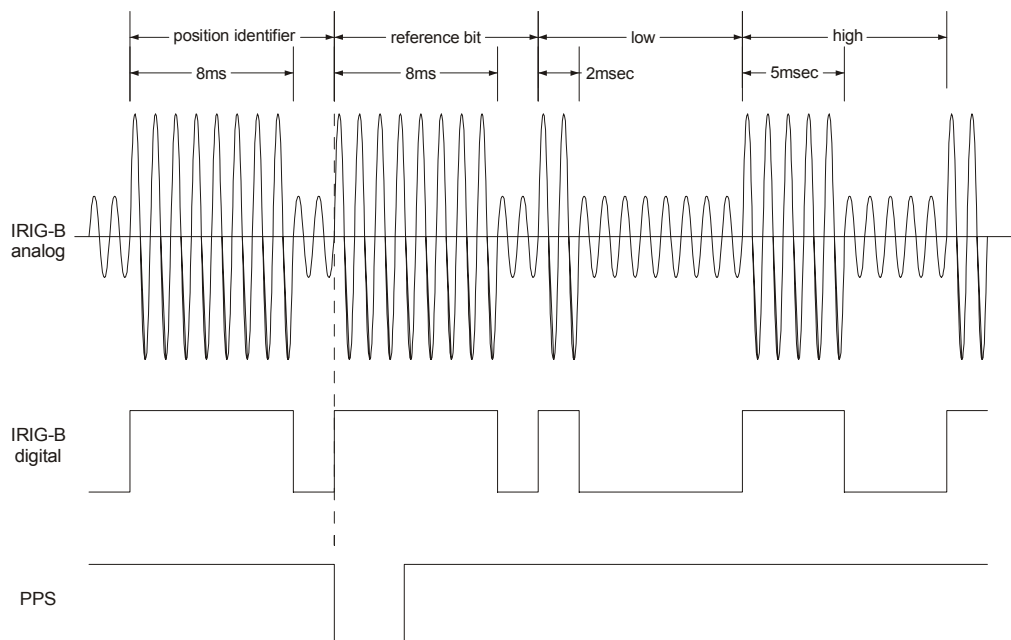 position identifier
reference bit
low
high
8ms
8ms
2msec
5msec
IRIG-B
analog
IRIG-B
digital
PPS